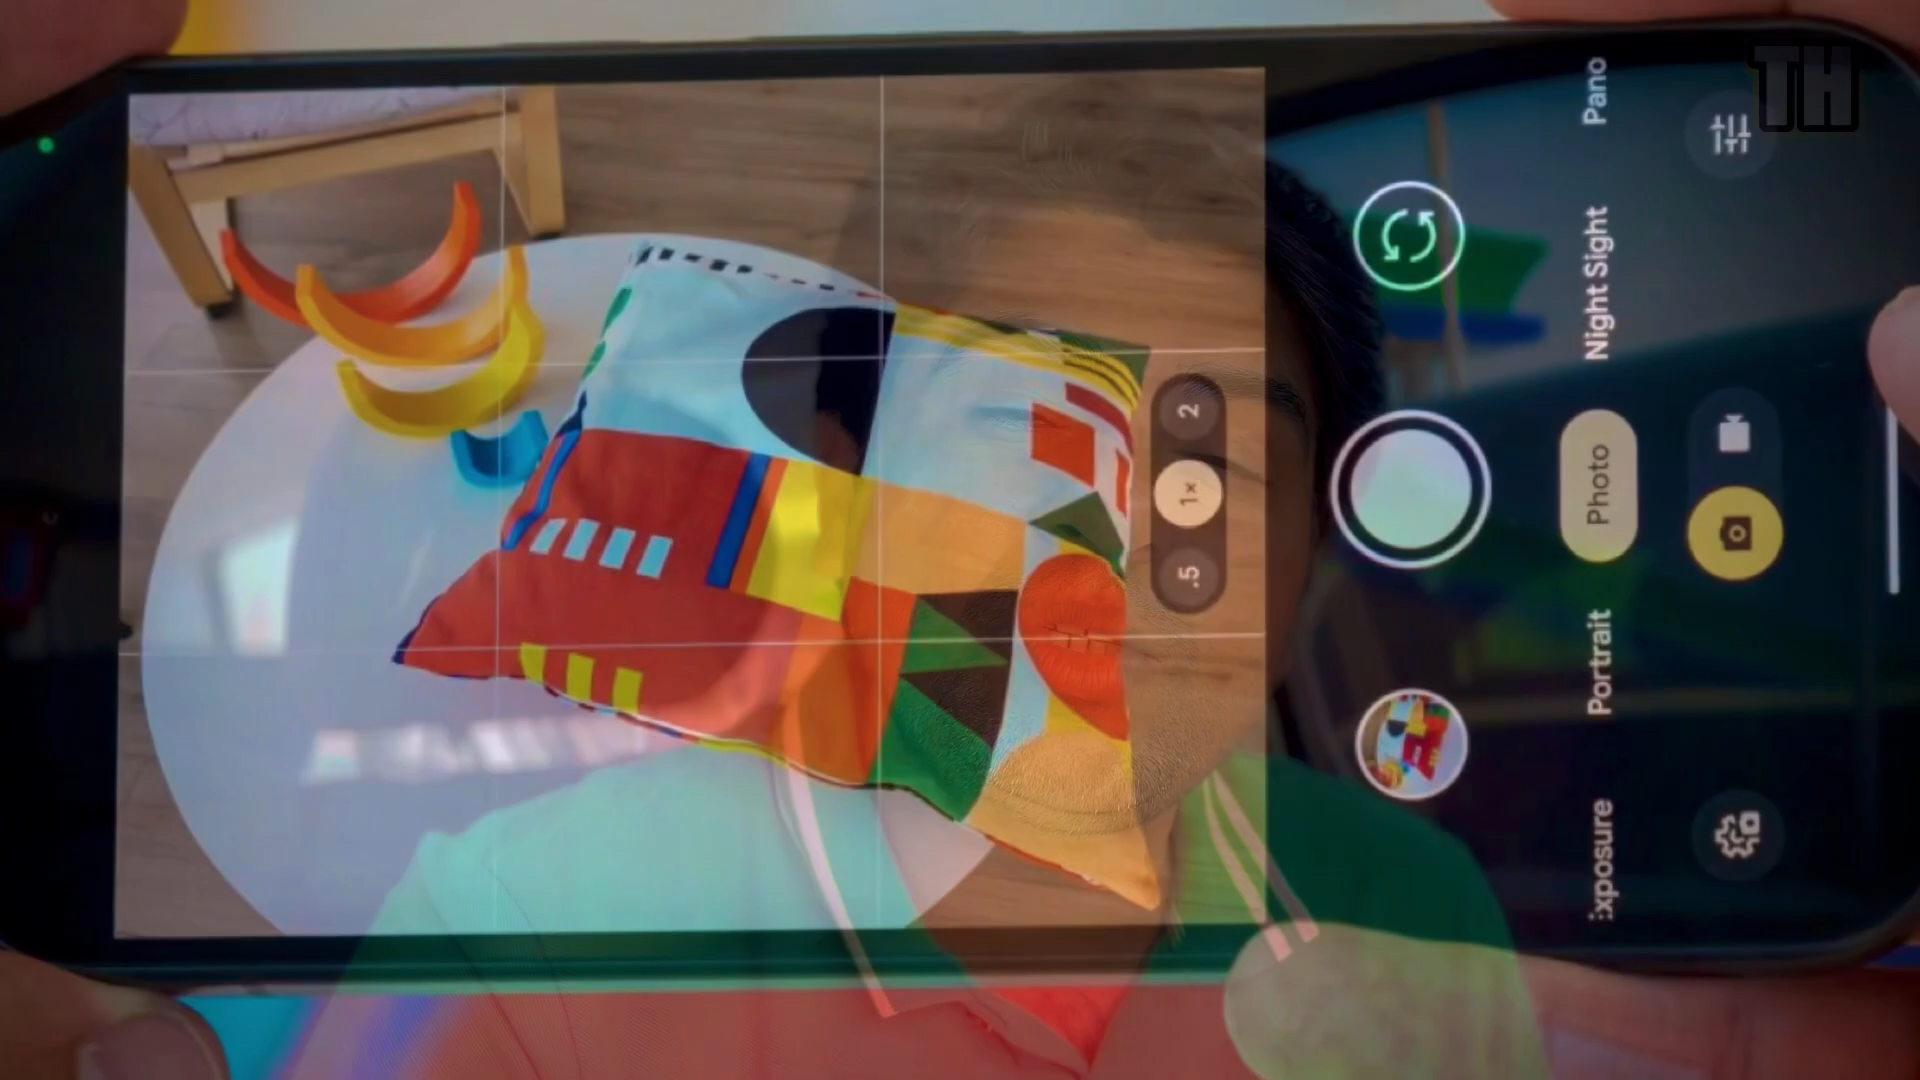 TH
Pano
Night Sight
Photo
Portrait
:xposure
2
1×
.5